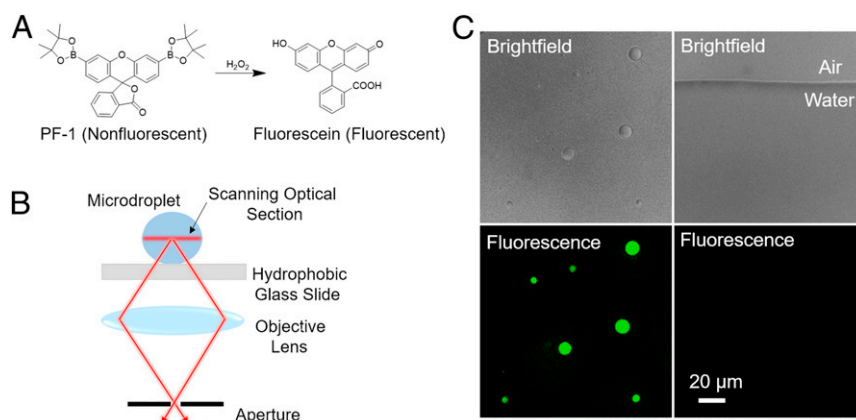 A
H₂O₂
HO
O
O
COOH
O
O
B
O
O
B
O
O
O
PF-1 (Nonfluorescent)
Fluorescein (Fluorescent)
B
Microdroplet
Scanning Optical
Section
Hydrophobic
Glass Slide
Objective
Lens
Aperture
C
Brightfield
Brightfield
Air
Water
Fluorescence
Fluorescence
20 µm